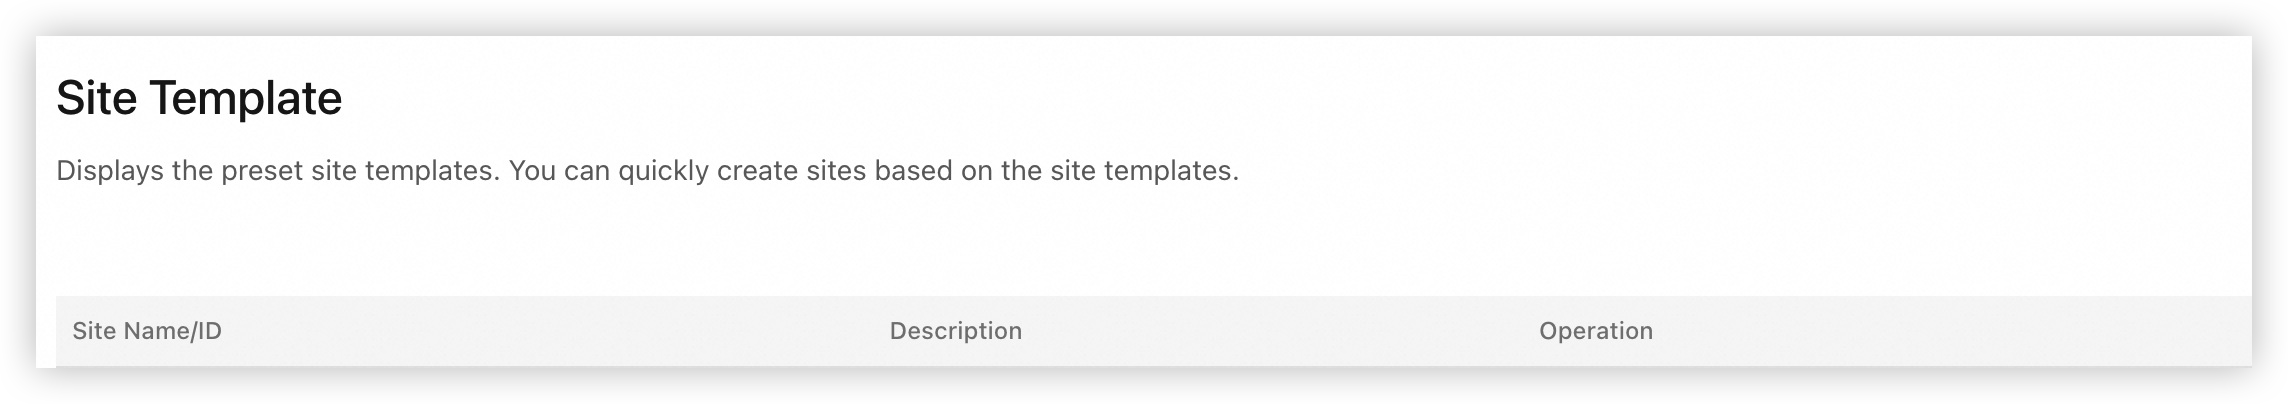 Site Template
Displays the preset site templates. You can quickly create sites based on the site templates.
Site Name/ID Description Operation